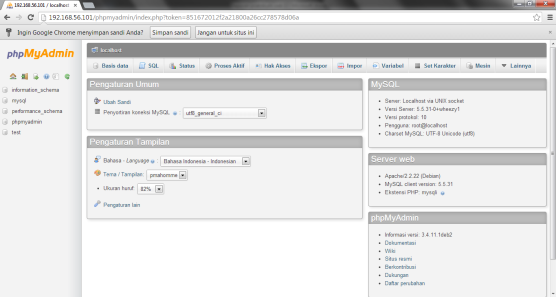 192.168.56.101 / localhost
192.168.56.101/phpmyadmin/index.php?token=851672012f2a21800a26cc278578d06a
Ingin Google Chrome menyimpan sandi Anda? Simpan sandi Jangan untuk situs ini
phpMyAdmin
information_schema
mysql
performance_schema
phpmyadmin
test
localhost
Basis data SQL Status Proses Aktif Hak Akses Ekspor Impor Variabel Set Karakter Mesin Lainnya
Pengaturan Umum
Ubah Sandi
Penyortiran koneksi MySQL : utf8_general_ci
Pengaturan Tampilan
Bahasa - Language : Bahasa Indonesia - Indonesian
Tema / Tampilan: pmahomme
Ukuran huruf: 82%
Pengaturan lain
MySQL
Server: Localhost via UNIX socket
Versi Server: 5.5.31-0+wheezy1
Versi protokol: 10
Pengguna: root@localhost
Charset MySQL: UTF-8 Unicode (utf8)
Server web
Apache/2.2.22 (Debian)
MySQL client version: 5.5.31
Ekstensi PHP: mysqli
phpMyAdmin
Informasi versi: 3.4.11.1deb2
Dokumentasi
Wiki
Situs resmi
Berkontribusi
Dukungan
Daftar perubahan